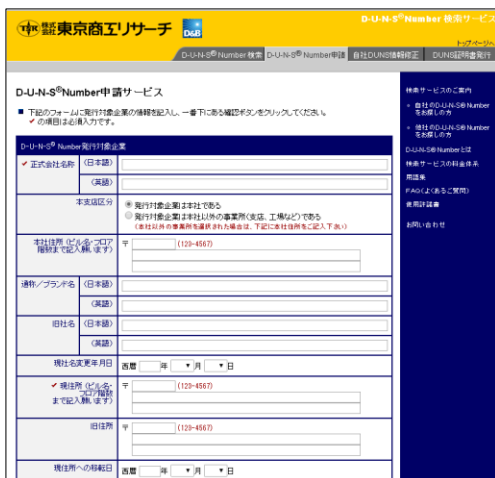 D-U-N-S® Number 検索サービス
TSR 株式会社 東京商工リサーチ D&B
トップページへ
D-U-N-S® Number 検索 D-U-N-S® Number申請 自社DUNS情報修正 DUNS証明書発行
D-U-N-S®Number申請サービス
■ 下記のフォームに発行対象企業の情報を記入し、一番下にある確認ボタンをクリックしてください。
✔ の項目は必須入力です。
D-U-N-S® Number発行対象企業
✔ 正式会社名称 (日本語)
(英語)
本支店区分
発行対象企業は本社である
発行対象企業は本社以外の事業所(支店、工場など)である
(本社以外の事業所を選択された場合は、下記に本社住所をご記入下さい)
本社住所 (ビル名・フロア階数まで記入願います)
〒 (123-4567)
通称/ブランド名 (日本語)
(英語)
旧社名 (日本語)
(英語)
現社名変更年月日 西暦 年 月 日
✔ 現住所 (ビル名・フロア階数まで記入願います)
〒 (123-4567)
旧住所 〒 (123-4567)
現住所への移転日 西暦 年 月 日
検索サービスのご案内
自社のD-U-N-S® Numberをお探しの方
他社のD-U-N-S® Numberをお探しの方
D-U-N-S® Numberとは
検索サービスの料金体系
用語集
FAQ(よくあるご質問)
使用許諾書
お問い合わせ